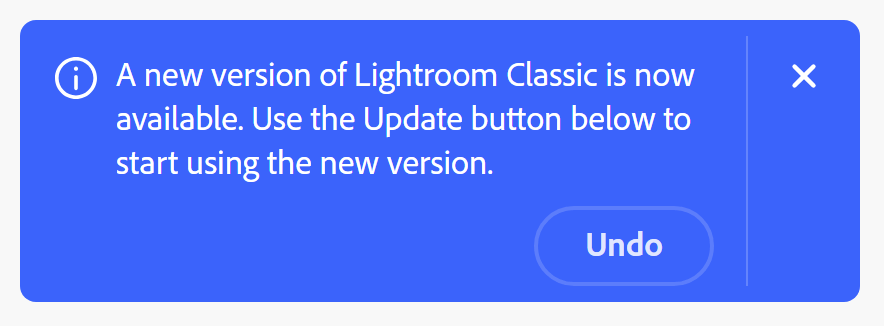 A new version of Lightroom Classic is now
available. Use the Update button below to
start using the new version.
Undo